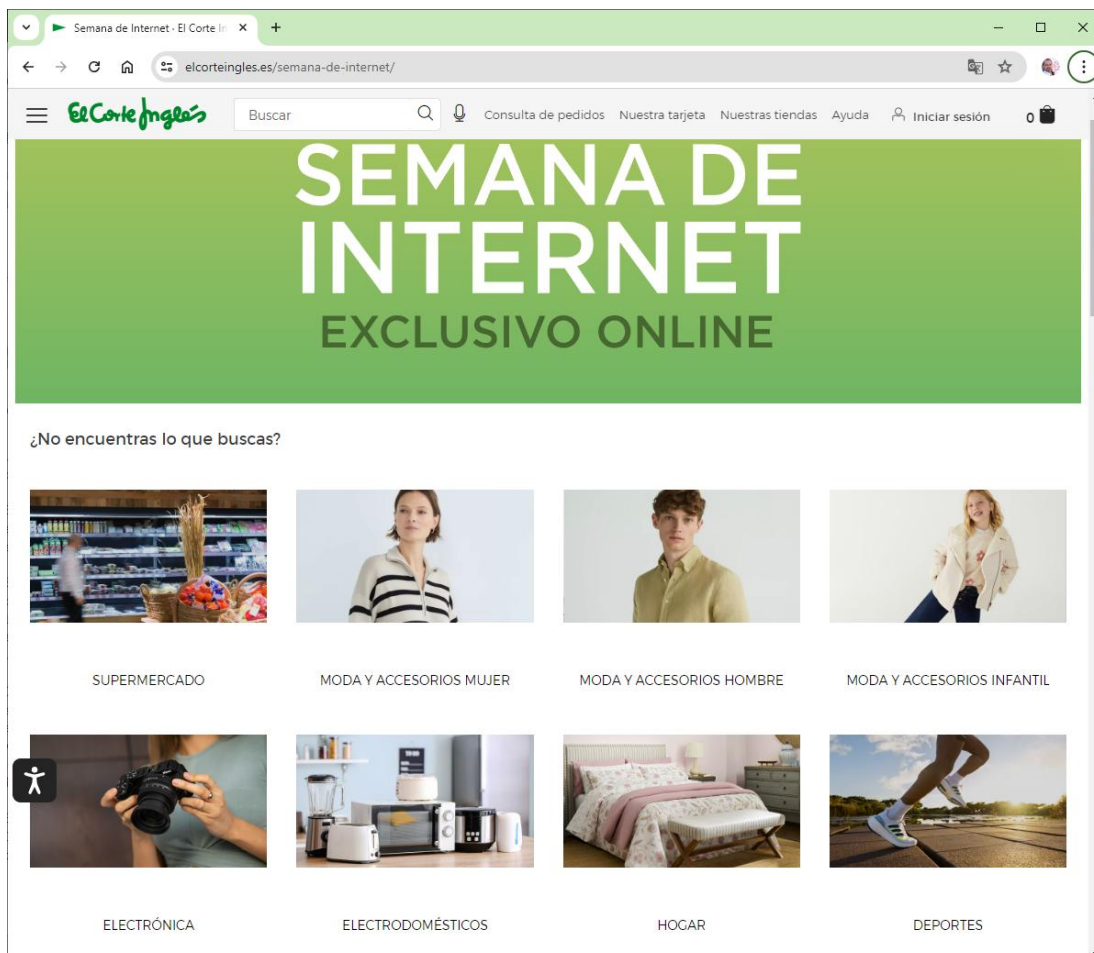 Semana de Internet · El Corte In
elcorteingles.es/semana-de-internet/
El Corte Inglés
Buscar
Consulta de pedidos
Nuestra tarjeta
Nuestras tiendas
Ayuda
Iniciar sesión
0
SEMANA DE
INTERNET
EXCLUSIVO ONLINE
¿No encuentras lo que buscas?
SUPERMERCADO
MODA Y ACCESORIOS MUJER
MODA Y ACCESORIOS HOMBRE
MODA Y ACCESORIOS INFANTIL
TO DO
ELECTRÓNICA
ELECTRODOMÉSTICOS
HOGAR
DEPORTES